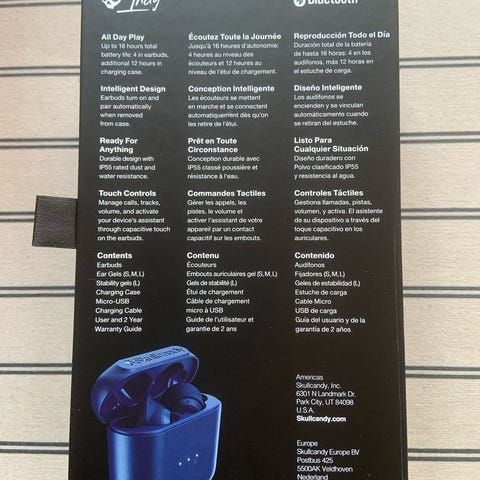 Indy
Bluetooth
All Day Play
Up to 16 hours total
battery life: 4 in earbuds,
additional 12 hours in
charging case.
Intelligent Design
Earbuds turn on and
pair automatically
when removed
from case.
Ready For
Anything
Durable design with
IP55 rated dust and
water resistance.
Touch Controls
Manage calls, tracks,
volume, and activate
your device's assistant
through capacitive touch
on the earbuds.
Contents
Earbuds
Ear Gels (S, M, L)
Stability gels (L)
Charging Case
Micro-USB
Charging Cable
User and 2 Year
Warranty Guide
Écoutez Toute la Journée
Jusqu'à 16 heures d'autonomie:
4 heures au niveau des
écouteurs et 12 heures au
niveau de l'étui de chargement.
Conception Intelligente
Les écouteurs se mettent
en marche et se connectent
automatiquement dès qu'on
les retire de l'étui.
Prêt en Toute
Circonstance
Conception durable avec
IP55 classé poussière et
résistance à l'eau.
Commandes Tactiles
Gérer les appels, les
pistes, le volume et
activer l'assistant de votre
appareil par un contact
capacitif sur les embouts.
Contenu
Écouteurs
Embouts auriculaires gel (S, M, L)
Gels de stabilité (L)
Étui de chargement
Câble de chargement
micro à USB
Guide de l'utilisateur et
garantie de 2 ans
Reproducción Todo el Día
Duración total de la batería
de hasta 16 horas: 4 en los
audífonos, más 12 horas en
el estuche de carga.
Diseño Inteligente
Los audífonos se
encienden y se vinculan
automáticamente cuando
se retiran del estuche.
Listo Para
Cualquier Situación
Diseño duradero con
Polvo clasificado IP55
y resistencia al agua.
Controles Táctiles
Gestiona llamadas, pistas,
volumen, y activa. El asistente
de su dispositivo a través del
toque capacitivo en los
auriculares.
Contenido
Audífonos
Fijadores (S, M, L)
Geles de estabilidad (L)
Estuche de carga
Cable Micro
USB de carga
Guía del usuario y de la
garantía de 2 años
Americas
Skullcandy, Inc.
6301 N Landmark Dr.
Park City, UT 84098
U.S.A.
Skullcandy.com
Europe
Skullcandy Europe BV
Postbus 425
5500AK Veldhoven
Nederland